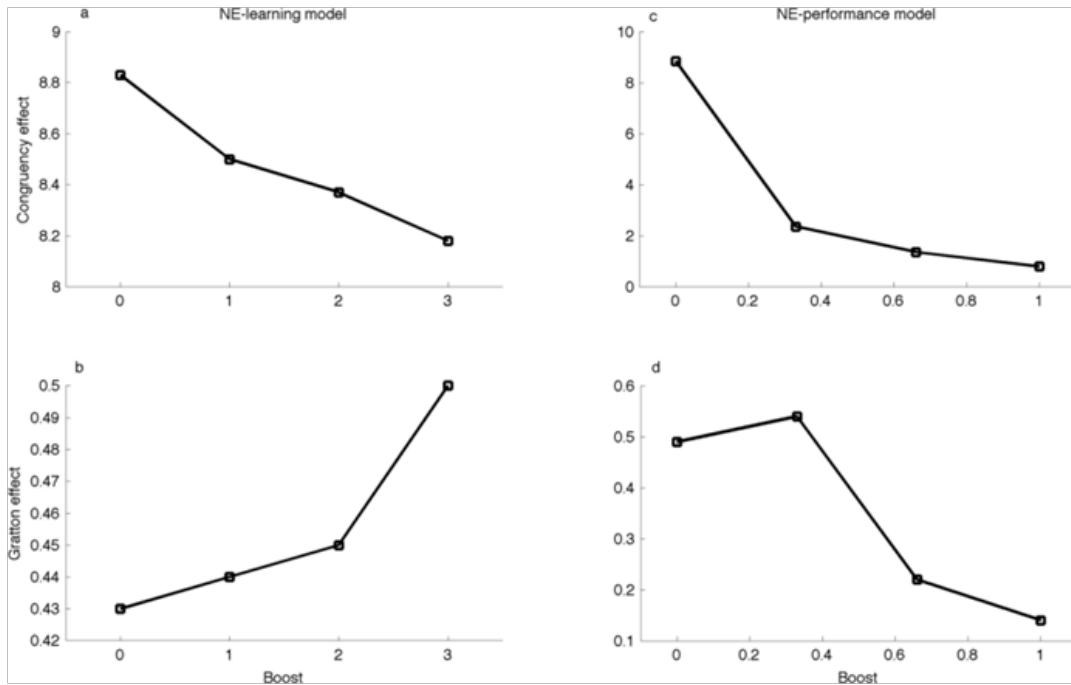 a
NE-learning model
9
8.8
8.6
8.4
8.2
8
Congruency effect
0 1 2 3
c
NE-performance model
10
8
6
4
2
0
0 0.2 0.4 0.6 0.8 1
b
0.5
0.49
0.48
0.47
0.46
0.45
0.44
0.43
0.42
Gratton effect
0 1 2 3
Boost
d
0.6
0.5
0.4
0.3
0.2
0.1
0 0.2 0.4 0.6 0.8 1
Boost